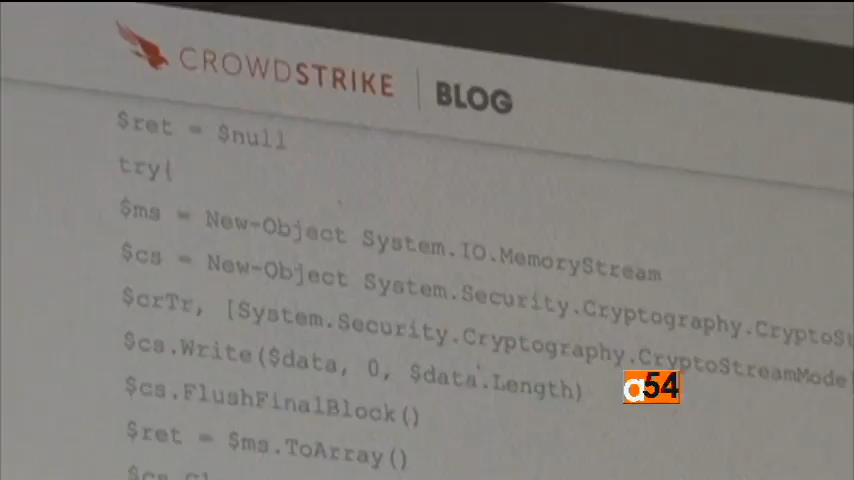 CROWDSTRIKE | BLOG
$ret = $null
try{
$ms = New-Object System.IO.MemoryStream
$cs = New-Object System.Security.Cryptography.
$crTr, [System.Security.Cryptography.CryptoStreamMode]
$cs.Write($data, 0, $data.Length)
a54
$cs.FlushFinalBlock()
$ret = $ms.ToArray()